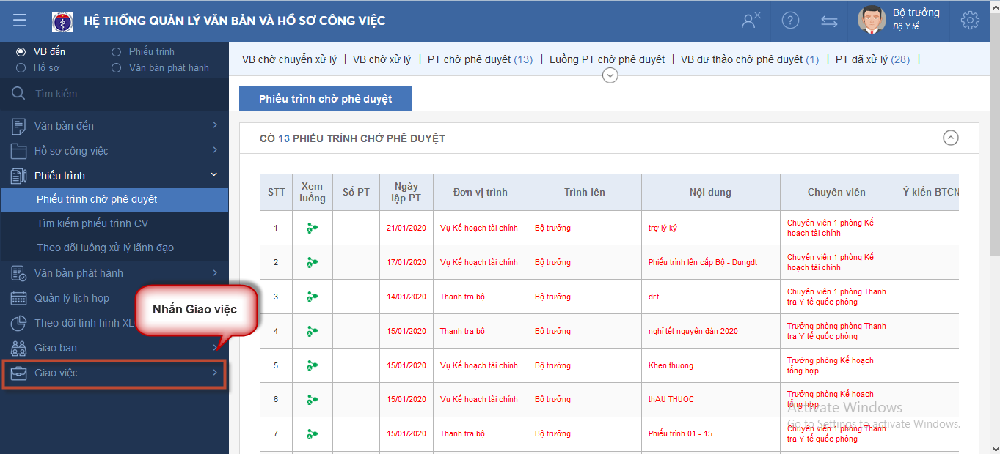 HỆ THỐNG QUẢN LÝ VĂN BẢN VÀ HỒ SƠ CÔNG VIỆC
Bộ trưởng
Bộ Y tế
VB đến
Phiếu trình
Hồ sơ
Văn bản phát hành
Tìm kiếm
Văn bản đến
Hồ sơ công việc
Phiếu trình
Phiếu trình chờ phê duyệt
Tìm kiếm phiếu trình CV
Theo dõi luồng xử lý lãnh đạo
Văn bản phát hành
Quản lý lịch họp
Theo dõi tình hình XL
Giao ban
Giao việc
Nhấn Giao việc
VB chờ chuyển xử lý | VB chờ xử lý | PT chờ phê duyệt (13) | Luồng PT chờ phê duyệt | VB dự thảo chờ phê duyệt (1) | PT đã xử lý (28) |
Phiếu trình chờ phê duyệt
CÓ 13 PHIẾU TRÌNH CHỜ PHÊ DUYỆT
STT Xem luồng Số PT Ngày lập PT Đơn vị trình Trình lên Nội dung Chuyên viên Ý kiến BTCN
1 21/01/2020 Vụ Kế hoạch tài chính Bộ trưởng trợ lý ký Chuyên viên 1 phòng Kế hoạch tài chính
2 17/01/2020 Vụ Kế hoạch tài chính Bộ trưởng Phiếu trình lên cấp Bộ - Dungdt Chuyên viên 1 phòng Kế hoạch tài chính
3 14/01/2020 Thanh tra bộ Bộ trưởng drf Chuyên viên 1 phòng Thanh tra Y tế quốc phòng
4 15/01/2020 Thanh tra bộ Bộ trưởng nghỉ tết nguyên đán 2020 Trưởng phòng phòng Thanh tra Y tế quốc phòng
5 15/01/2020 Vụ Kế hoạch tài chính Bộ trưởng Khen thuong Trưởng phòng Kế hoạch tổng hợp
6 15/01/2020 Vụ Kế hoạch tài chính Bộ trưởng thAU THUOC Trưởng phòng Kế hoạch tổng hợp
7 15/01/2020 Thanh tra bộ Bộ trưởng Phiếu trình 01 - 15 Chuyên viên 1 phòng Thanh tra Y tế quốc phòng
Activate Windows
Go to Settings to activate Windows.